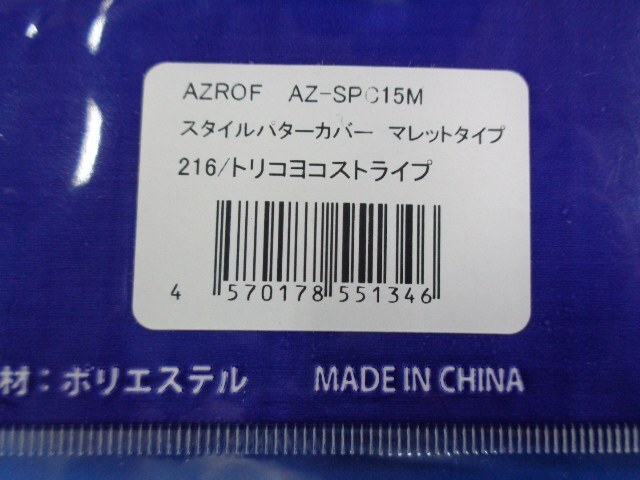 AZROF AZ-SPC15M
スタイルパターカバー マレットタイプ
216/トリコヨコストライプ
4 570178 551346
材：ポリエステル MADE IN CHINA